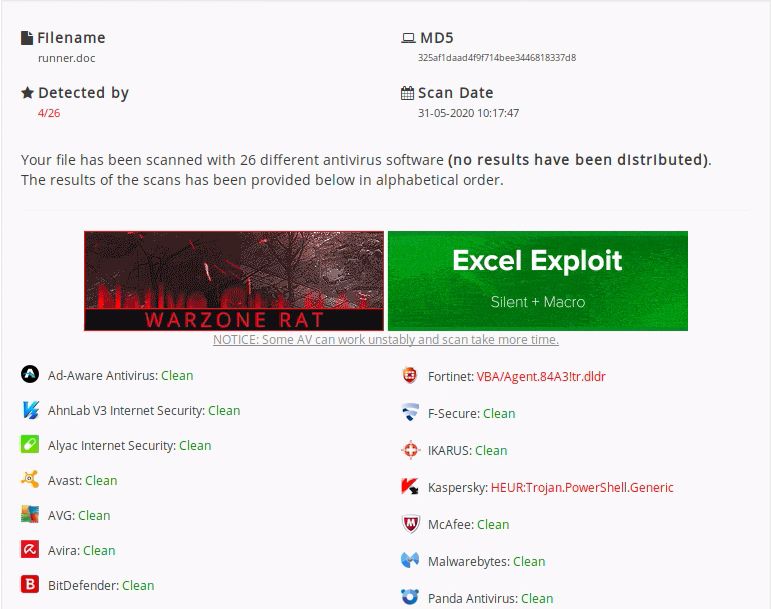 Filename
runner.doc
MD5
325af1daad4f9f714bee3446818337d8
Detected by
4/26
Scan Date
31-05-2020 10:17:47
Your file has been scanned with 26 different antivirus software (no results have been distributed).
The results of the scans has been provided below in alphabetical order.
WARZONE RAT
Excel Exploit
Silent + Macro
NOTICE: Some AV can work unstably and scan take more time.
Ad-Aware Antivirus: Clean
AhnLab V3 Internet Security: Clean
Alyac Internet Security: Clean
Avast: Clean
AVG: Clean
Avira: Clean
BitDefender: Clean
Fortinet: VBA/Agent.84A3!tr.dldr
F-Secure: Clean
IKARUS: Clean
Kaspersky: HEUR:Trojan.PowerShell.Generic
McAfee: Clean
Malwarebytes: Clean
Panda Antivirus: Clean